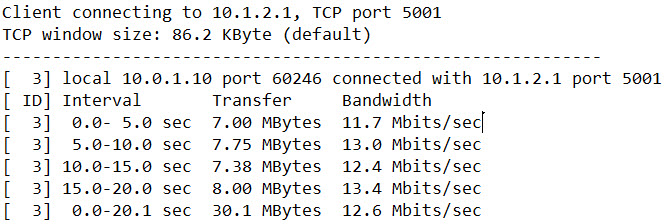 Client connecting to 10.1.2.1, TCP port 5001
TCP window size: 86.2 KByte (default)
------------------------------------------------------------
[  3] local 10.0.1.10 port 60246 connected with 10.1.2.1 port 5001
[ ID] Interval       Transfer     Bandwidth
[  3]  0.0- 5.0 sec  7.00 MBytes  11.7 Mbits/sec
[  3]  5.0-10.0 sec  7.75 MBytes  13.0 Mbits/sec
[  3] 10.0-15.0 sec  7.38 MBytes  12.4 Mbits/sec
[  3] 15.0-20.0 sec  8.00 MBytes  13.4 Mbits/sec
[  3]  0.0-20.1 sec  30.1 MBytes  12.6 Mbits/sec